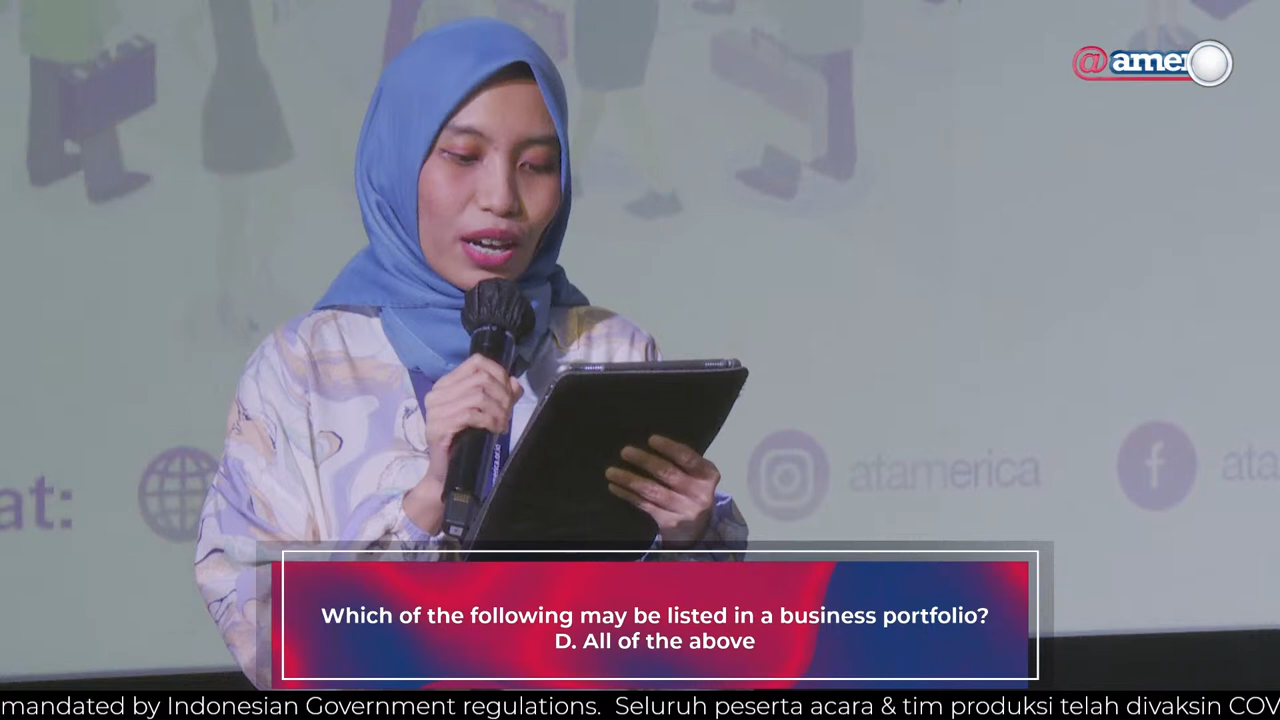 @amer
at:
atamerica
ata
Which of the following may be listed in a business portfolio?
D. All of the above
mandated by Indonesian Government regulations. Seluruh peserta acara & tim produksi telah divaksin COV